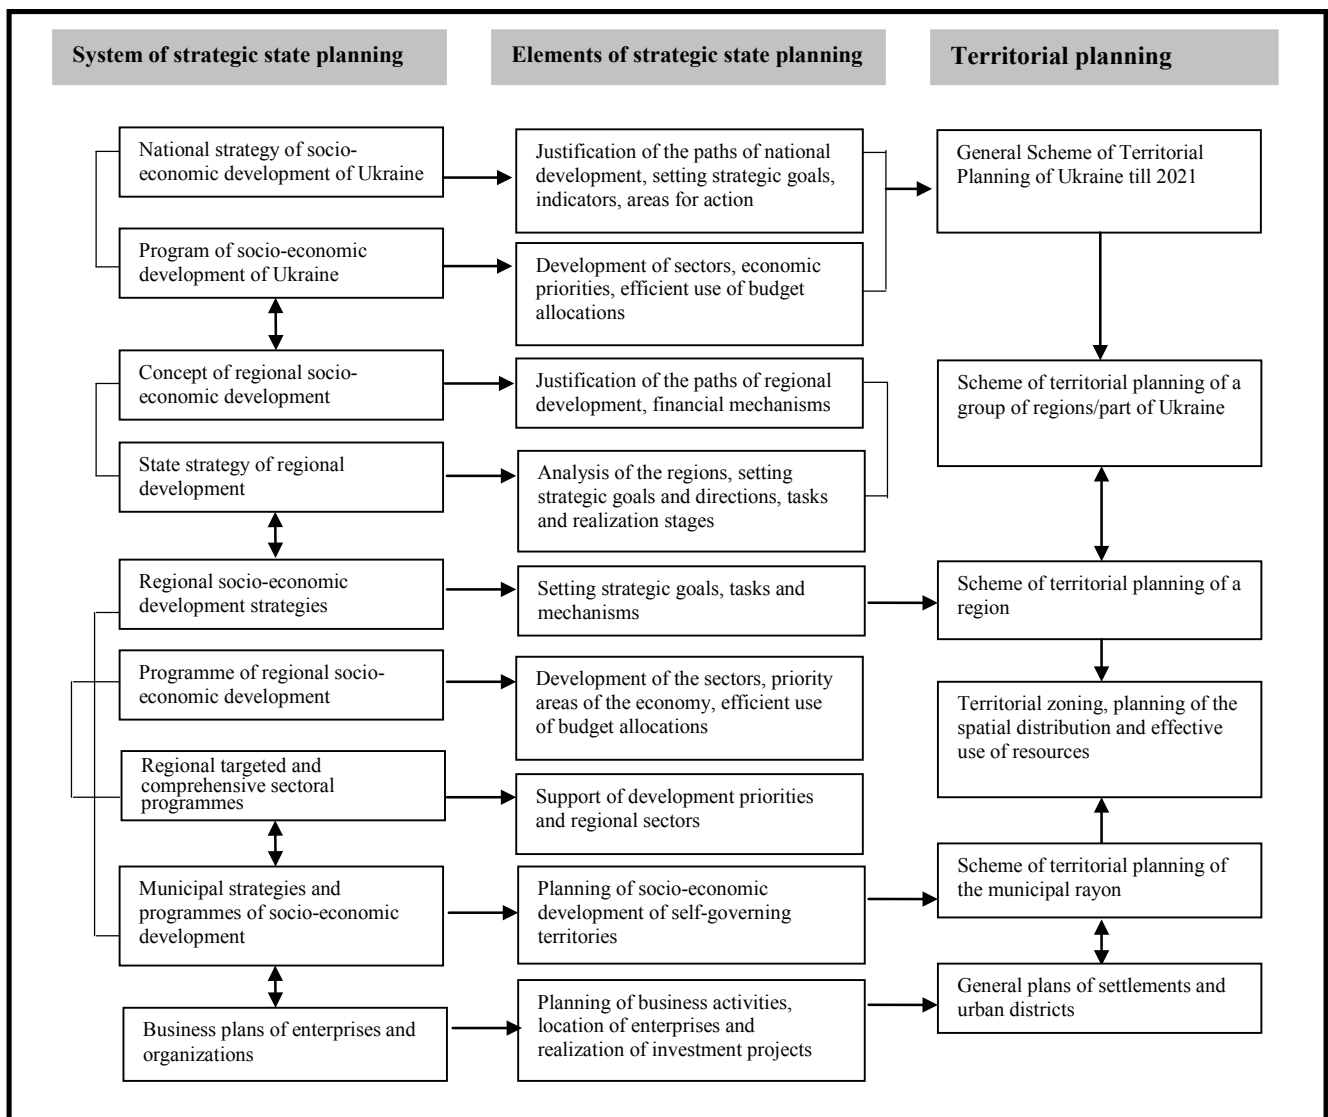 System of strategic state planning
Elements of strategic state planning
Territorial planning
National strategy of socio-
economic development of Ukraine
Justification of the paths of national
development, setting strategic goals,
indicators, areas for action
General Scheme of Territorial
Planning of Ukraine till 2021
Program of socio-economic
development of Ukraine
Development of sectors, economic
priorities, efficient use of budget
allocations
Concept of regional socio-
economic development
Justification of the paths of regional
development, financial mechanisms
Scheme of territorial planning of a
group of regions/part of Ukraine
State strategy of regional
development
Analysis of the regions, setting
strategic goals and directions, tasks
and realization stages
Regional socio-economic
development strategies
Setting strategic goals, tasks and
mechanisms
Scheme of territorial planning of a
region
Programme of regional socio-
economic development
Development of the sectors, priority
areas of the economy, efficient use
of budget allocations
Territorial zoning, planning of the
spatial distribution and effective
use of resources
Regional targeted and
comprehensive sectoral
programmes
Support of development priorities
and regional sectors
Municipal strategies and
programmes of socio-economic
development
Planning of socio-economic
development of self-governing
territories
Scheme of territorial planning of
the municipal rayon
Business plans of enterprises and
organizations
Planning of business activities,
location of enterprises and
realization of investment projects
General plans of settlements and
urban districts